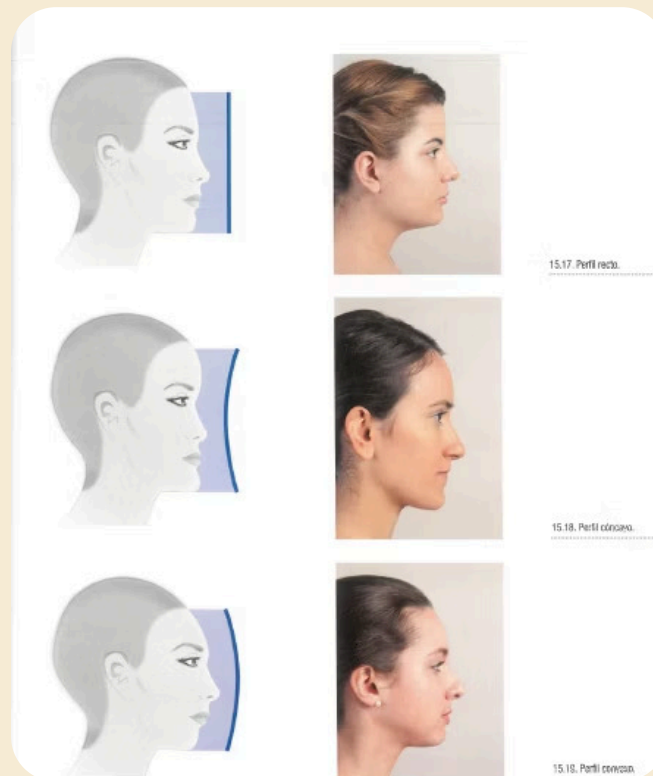 15.17. Perfil recto.
15.18. Perfil cóncavo.
15.19. Perfil convexo.